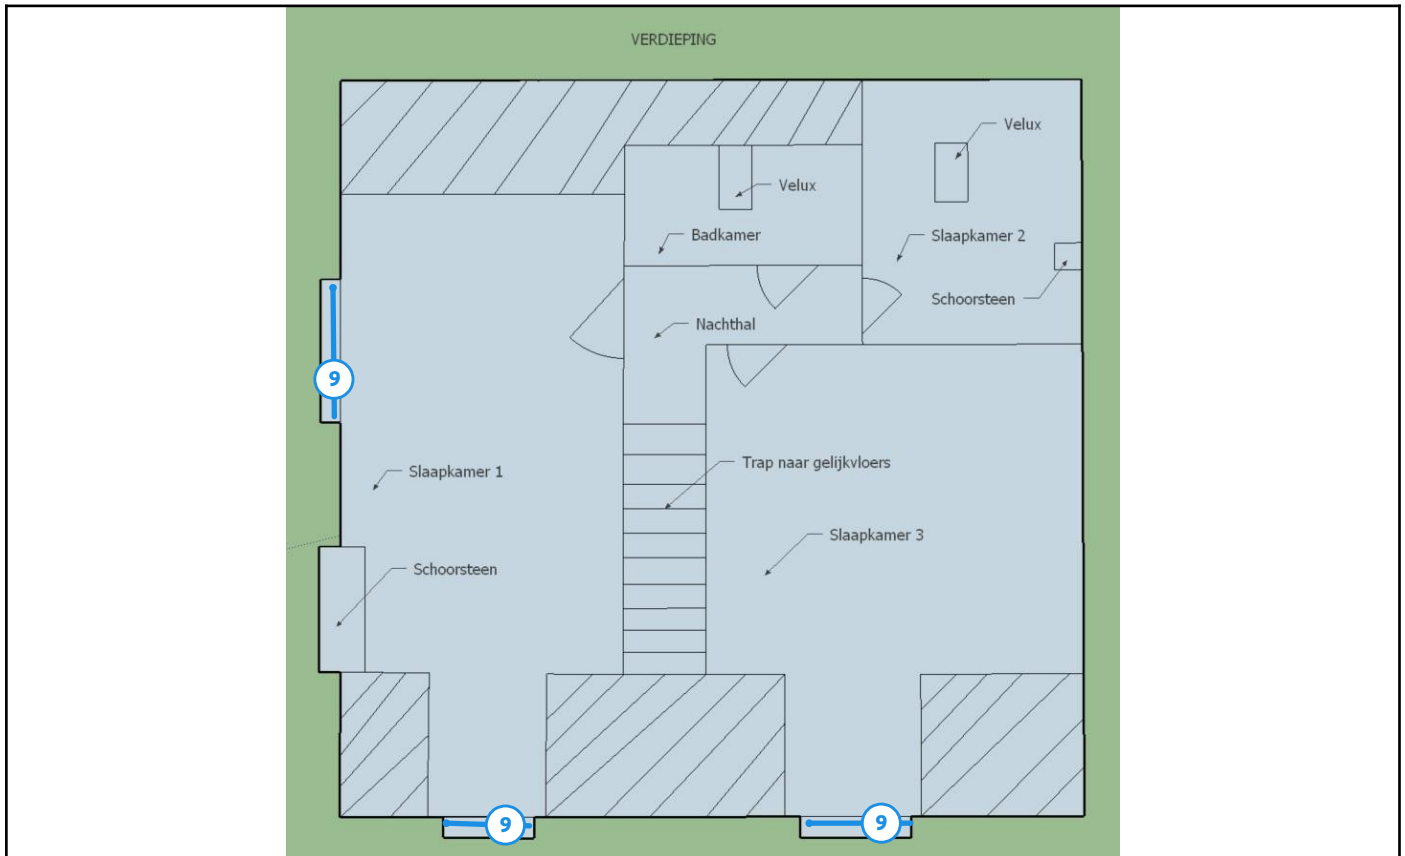 VERDIEPING
Velux
Velux
Badkamer
Slaapkamer 2
Schoorsteen
Nachthal
9
Slaapkamer 1
Trap naar gelijkvloers
Slaapkamer 3
Schoorsteen
9
9